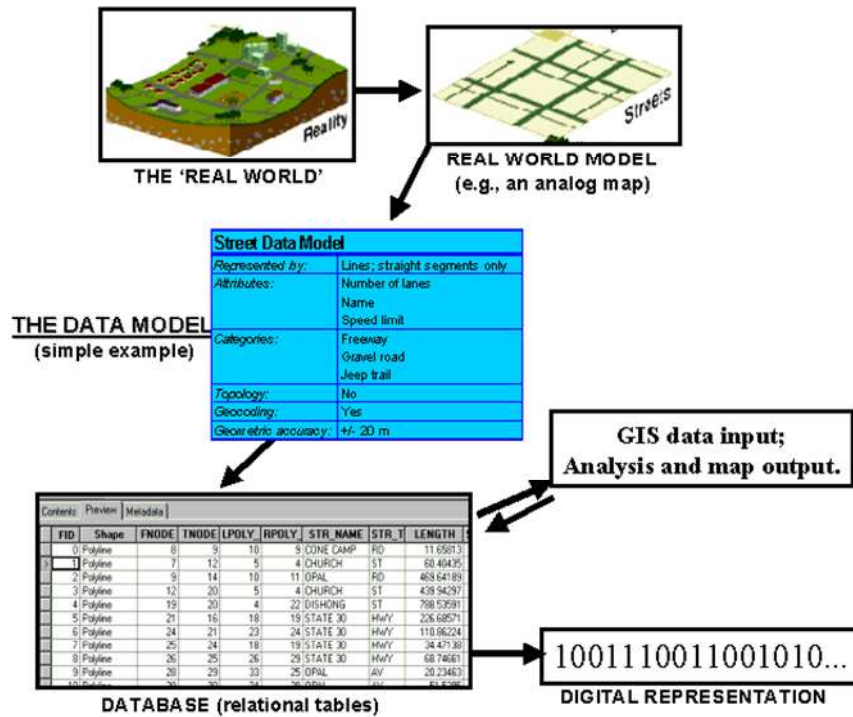 Reality
Streets
THE 'REAL WORLD'
REAL WORLD MODEL
(e.g., an analog map)
Street Data Model
Represented by: Lines; straight segments only
Attributes: Number of lanes
Name
Speed limit
Categories: Freeway
Gravel road
Jeep trail
Topology: No
Geocoding: Yes
Geometric accuracy: +/- 20 m
THE DATA MODEL
(simple example)
GIS data input;
Analysis and map output.
Contents Preview Metadata
FID Shape FNODE TNODE LPOLY_ RPOLY_ STR_NAME STR_T LENGTH
0 Polyline 8 9 10 9 CONE CAMP RD 11.65813
1 Polyline 7 12 5 4 CHURCH ST 60.40435
2 Polyline 9 14 10 11 OPAL RD 469.64189
3 Polyline 12 20 5 4 CHURCH ST 439.94297
4 Polyline 19 20 4 22 DISHONG ST 788.53591
5 Polyline 21 16 18 19 STATE 30 HWY 226.68571
6 Polyline 24 21 23 24 STATE 30 HWY 110.86224
7 Polyline 25 24 18 19 STATE 30 HWY 34.47138
8 Polyline 26 25 26 29 STATE 30 HWY 68.74661
9 Polyline 28 29 33 25 OPAL AV 20.23463
DATABASE (relational tables)
1001110011001010...
DIGITAL REPRESENTATION